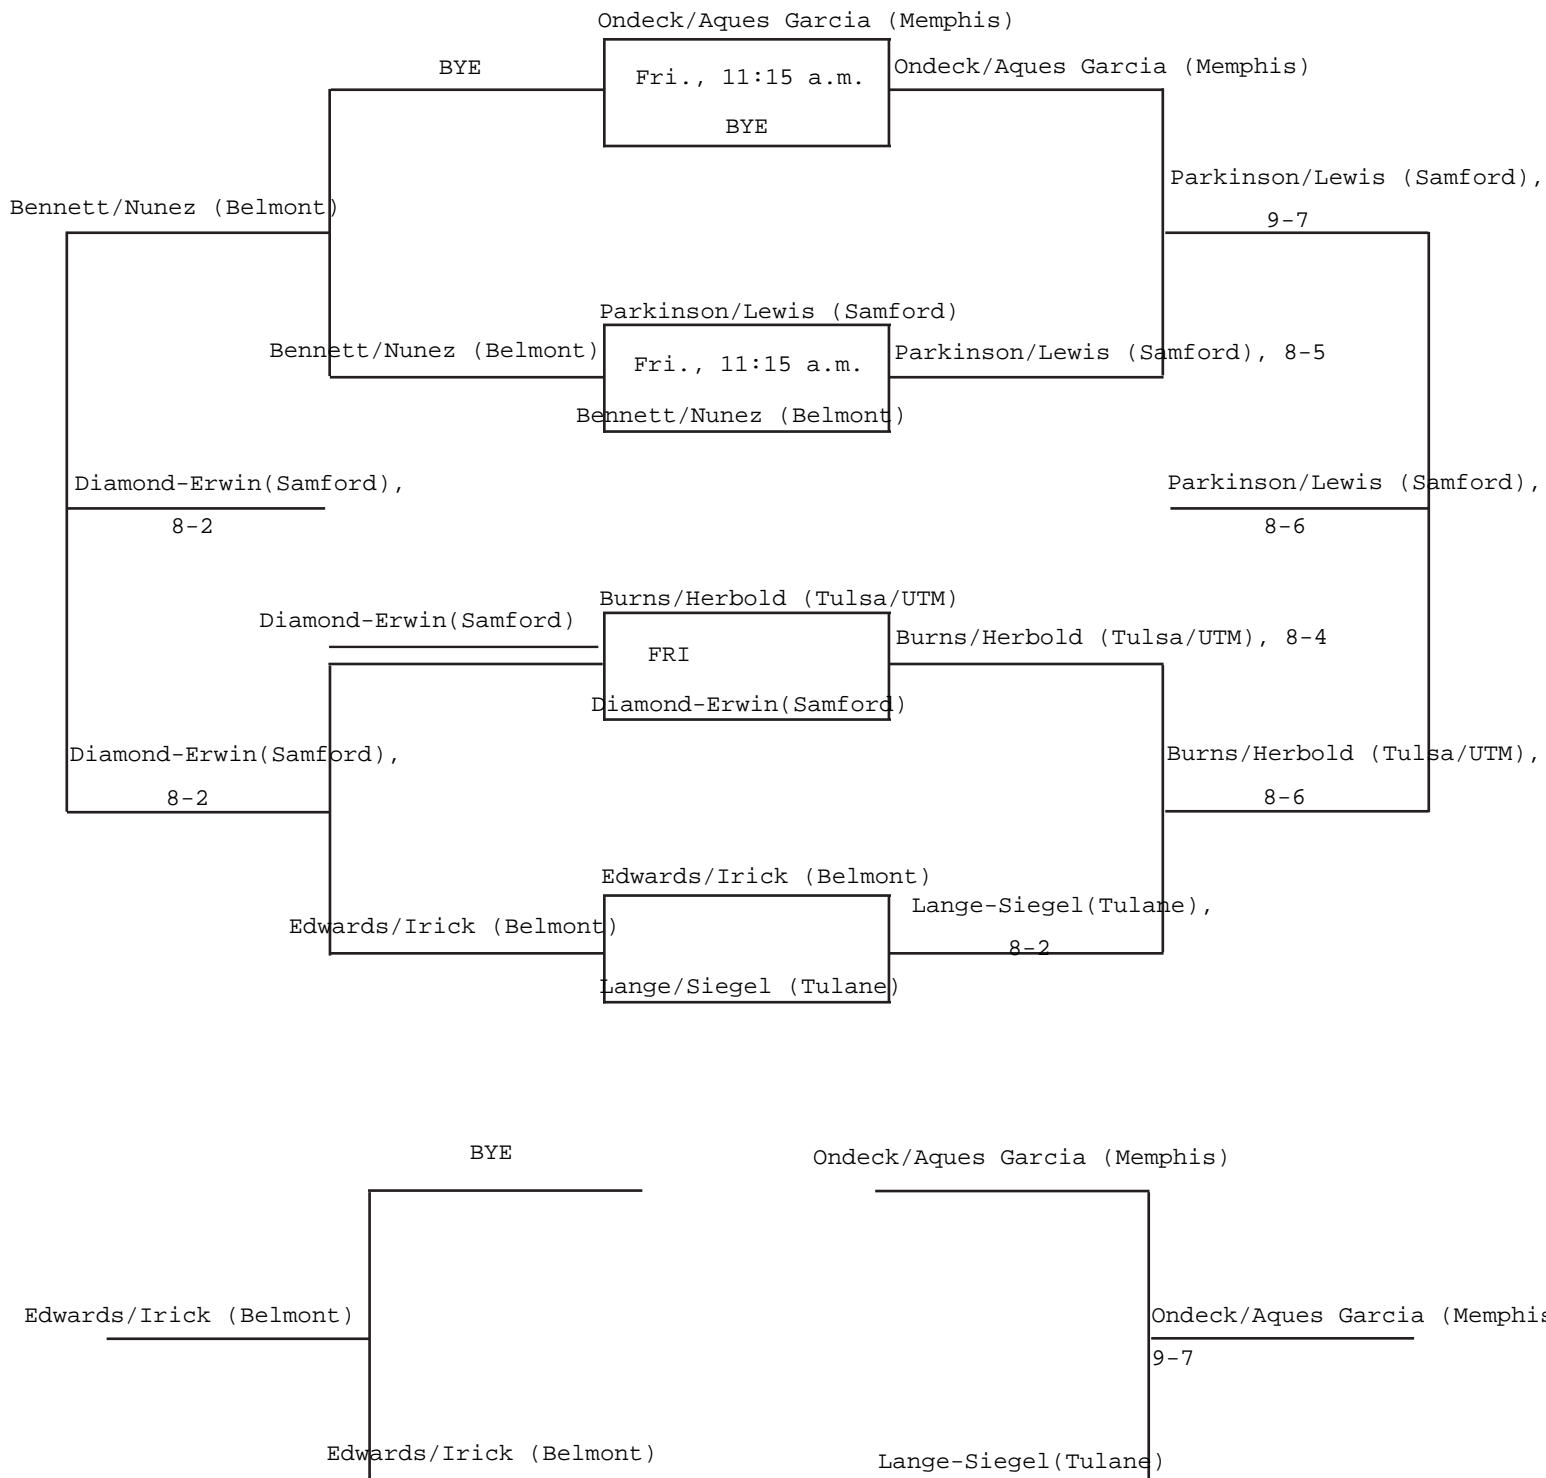 Ondeck/Aques Garcia (Memphis)
BYE
Fri., 11:15 a.m.
Ondeck/Aques Garcia (Memphis)
BYE
Parkinson/Lewis (Samford),
9-7
Bennett/Nunez (Belmont)
Parkinson/Lewis (Samford)
Bennett/Nunez (Belmont)
Fri., 11:15 a.m.
Parkinson/Lewis (Samford), 8-5
Bennett/Nunez (Belmont)
Diamond-Erwin(Samford),
8-2
Parkinson/Lewis (Samford),
8-6
Burns/Herbold (Tulsa/UTM)
Diamond-Erwin(Samford)
FRI
Burns/Herbold (Tulsa/UTM), 8-4
Diamond-Erwin(Samford)
Diamond-Erwin(Samford),
8-2
Burns/Herbold (Tulsa/UTM),
8-6
Edwards/Irick (Belmont)
Edwards/Irick (Belmont)
Lange-Siegel(Tulane),
8-2
Lange/Siegel (Tulane)
BYE
Ondeck/Aques Garcia (Memphis)
Edwards/Irick (Belmont)
Ondeck/Aques Garcia (Memphis
9-7
Edwards/Irick (Belmont)
Lange-Siegel(Tulane)